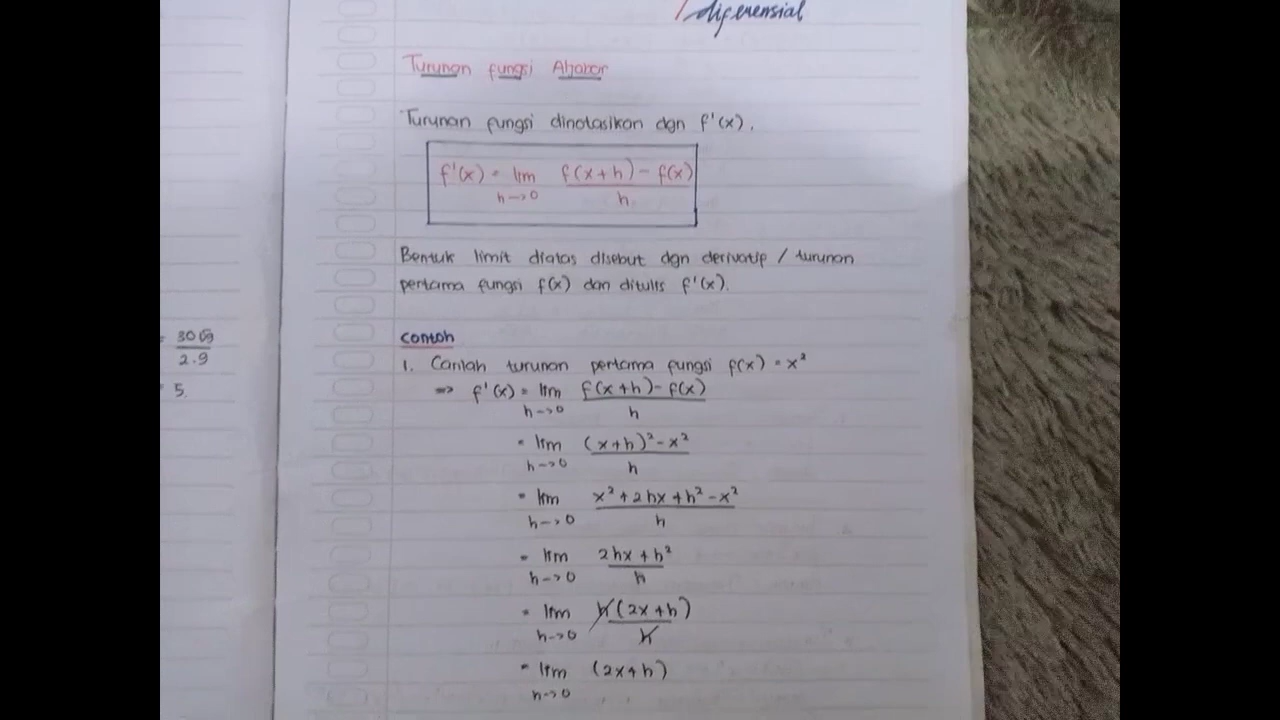 diferensial
Turunan fungsi Aljabar
Turunan fungsi dinotasikan dgn f'(x).
f'(x) = lim f(x+h) - f(x)
h->0 h
Bentuk limit diatas disebut dgn derivatif / turunan
pertama fungsi f(x) dan ditulis f'(x).
Contoh
1. Carilah turunan pertama fungsi f(x) = x²
=> f'(x) = lim f(x+h) - f(x)
h->0 h
= lim (x+h)² - x²
h->0 h
= lim x² + 2hx + h² - x²
h->0 h
= lim 2hx + h²
h->0 h
= lim h(2x+h)
h->0 h
= lim (2x+h)
h->0
2.9
5.